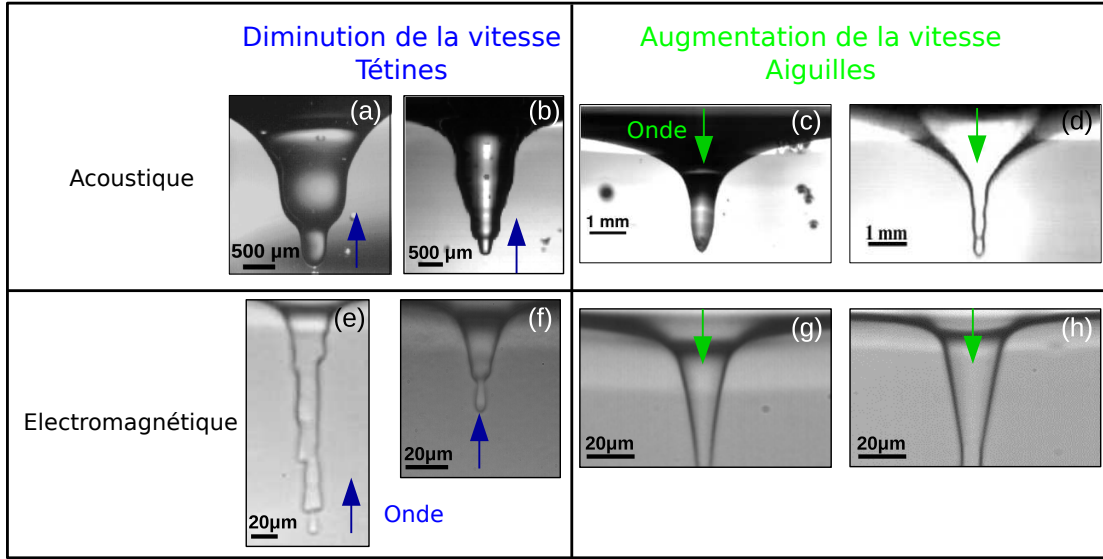 Diminution de la vitesse
Tétines
Augmentation de la vitesse
Aiguilles
Acoustique
(a)
500 µm
(b)
500 µm
(c)
Onde
1 mm
(d)
1 mm
Electromagnétique
(e)
20µm
(f)
20µm
Onde
(g)
20µm
(h)
20µm